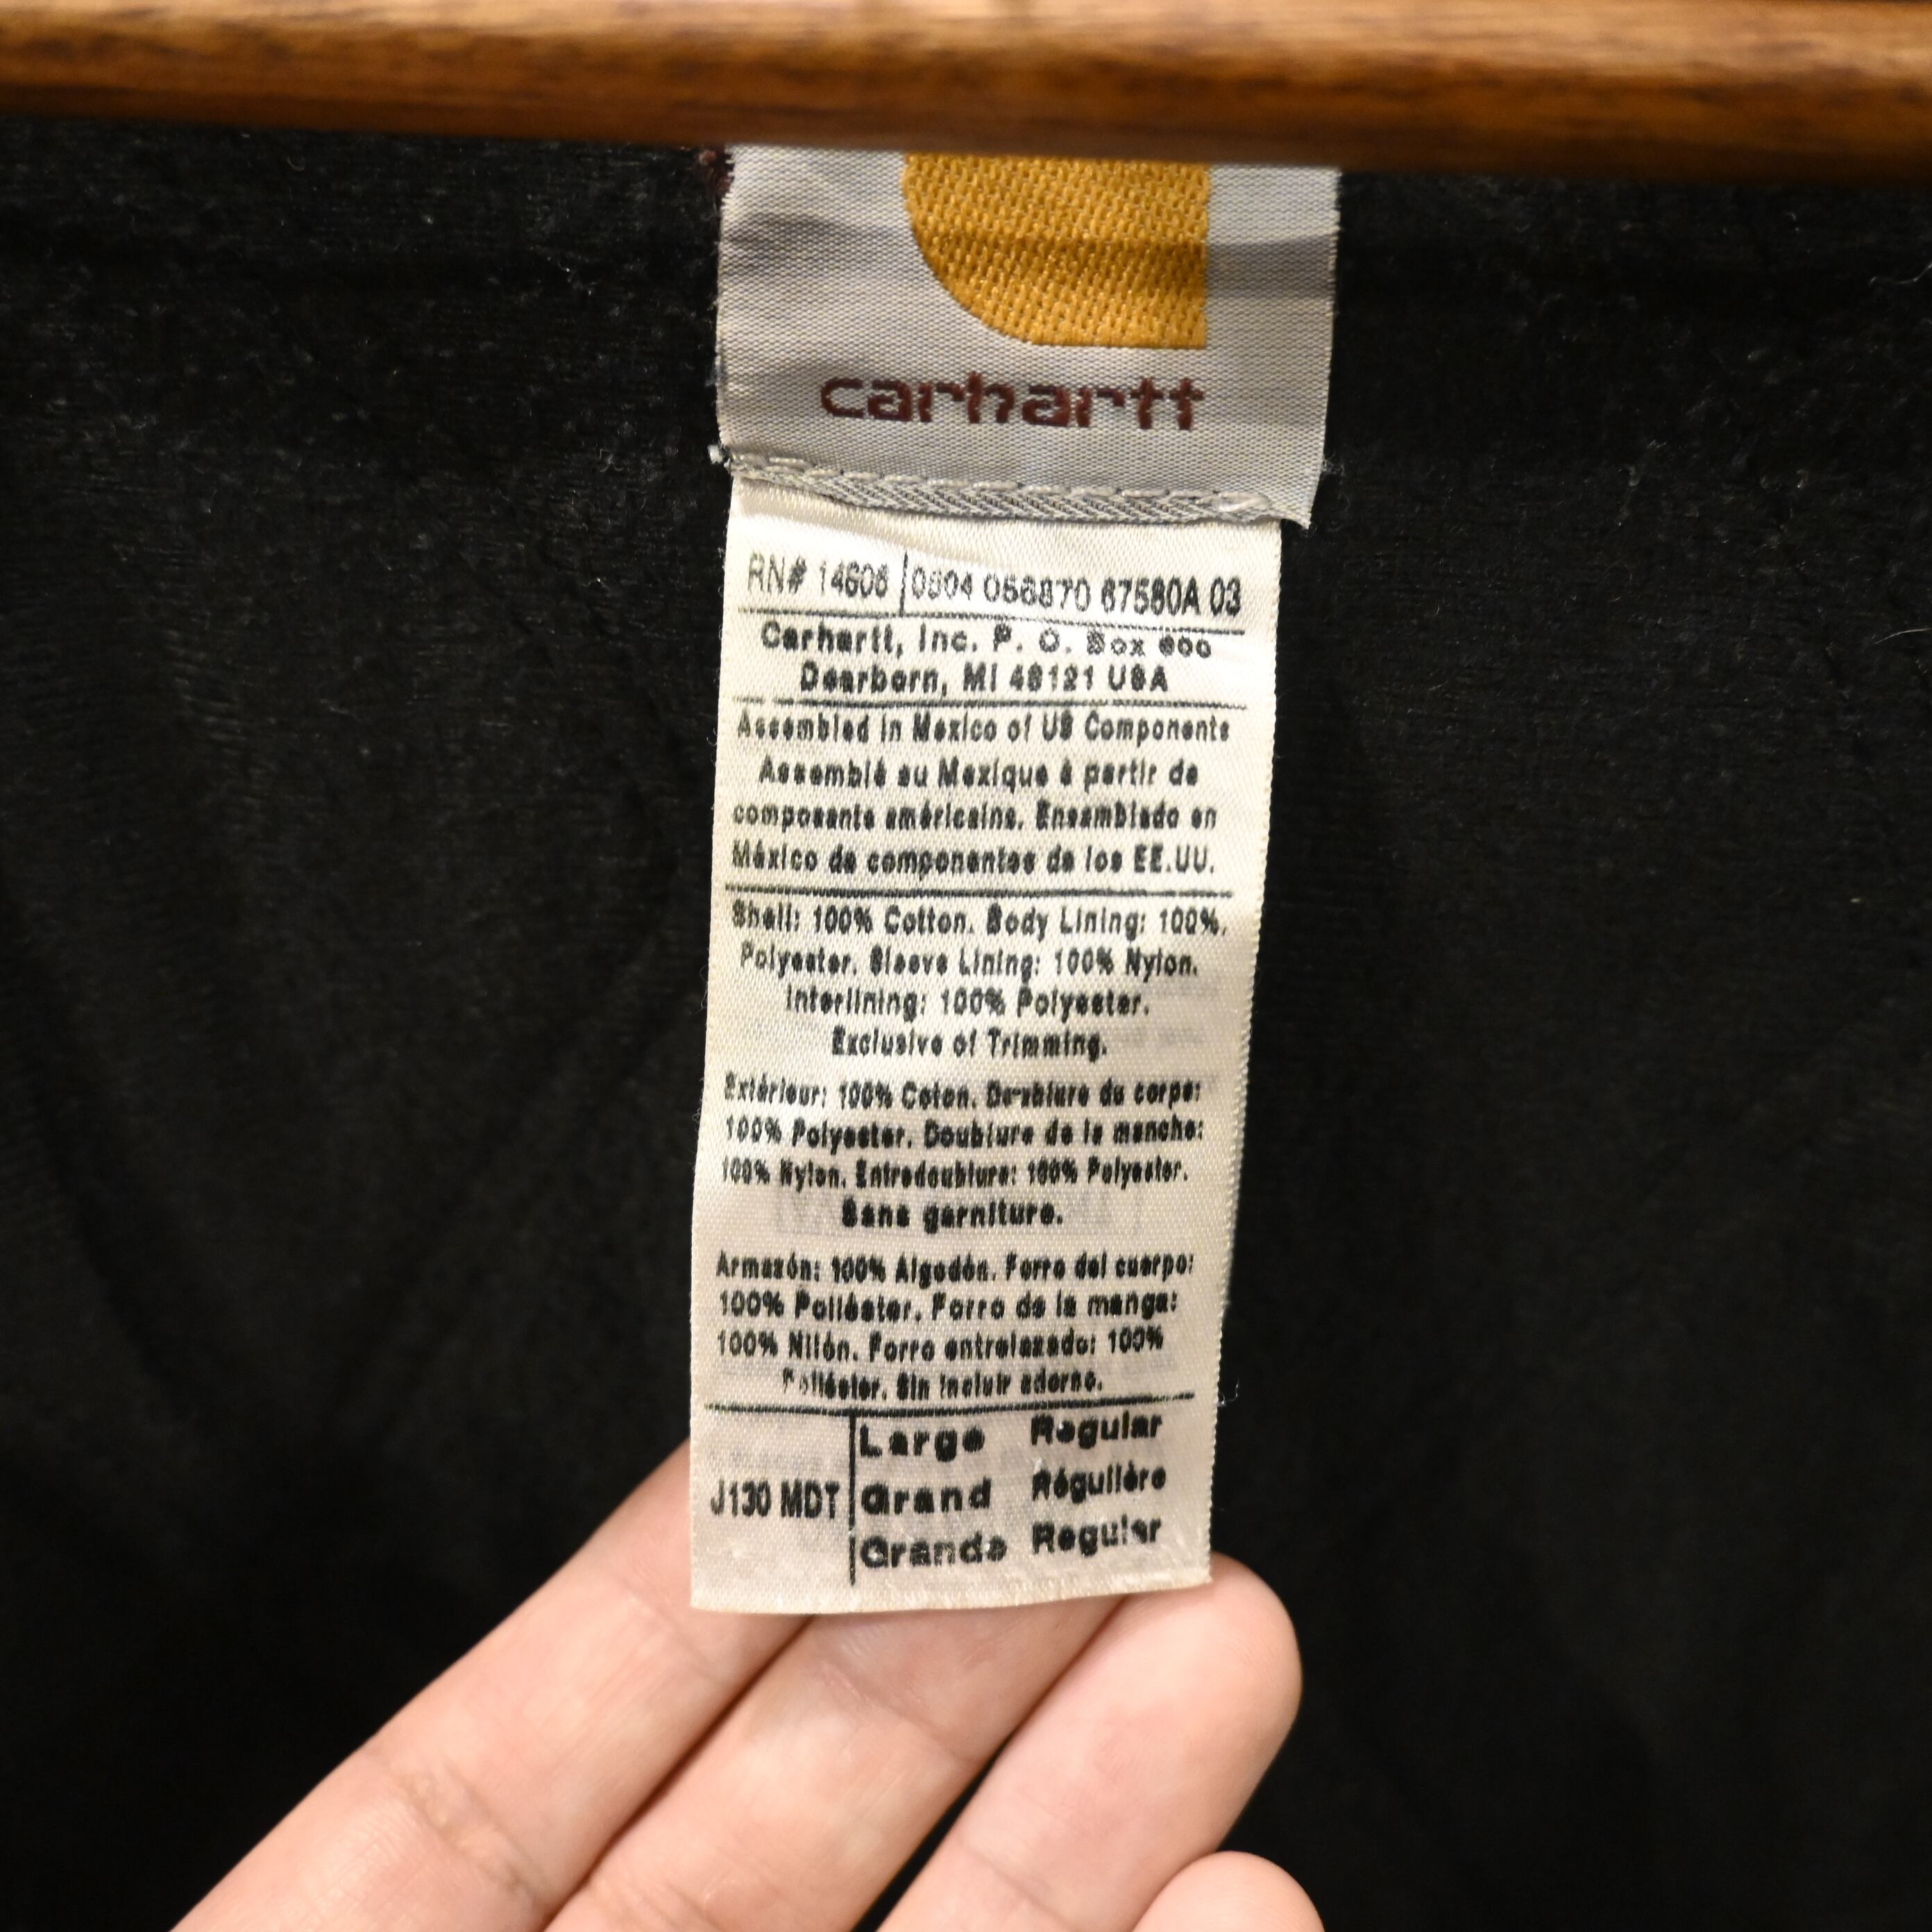 carhartt
RN# 14806 0804 056870 67580A 03
Carhartt, Inc. P. O. Box 600
Dearborn, MI 48121 USA
Assembled in Mexico of US Components
Assemblé au Mexique à partir de
composants américains. Ensamblado en
México de componentes de los EE.UU.
Shell: 100% Cotton. Body Lining: 100%.
Polyester. Sleeve Lining: 100% Nylon.
Interlining: 100% Polyester.
Exclusive of Trimming.
Extérieur: 100% Coton. Doublure du corps:
100% Polyester. Doublure de la manche:
100% Nylon. Entredoublure: 100% Polyester.
Sans garniture.
Armazón: 100% Algodón. Forro del cuerpo:
100% Poliéster. Forro de la manga:
100% Nilón. Forro entrelazado: 100%
Poliéster. Sin incluir adorno.
J130 MDT
Large Regular
Grand Régulière
Grande Regular